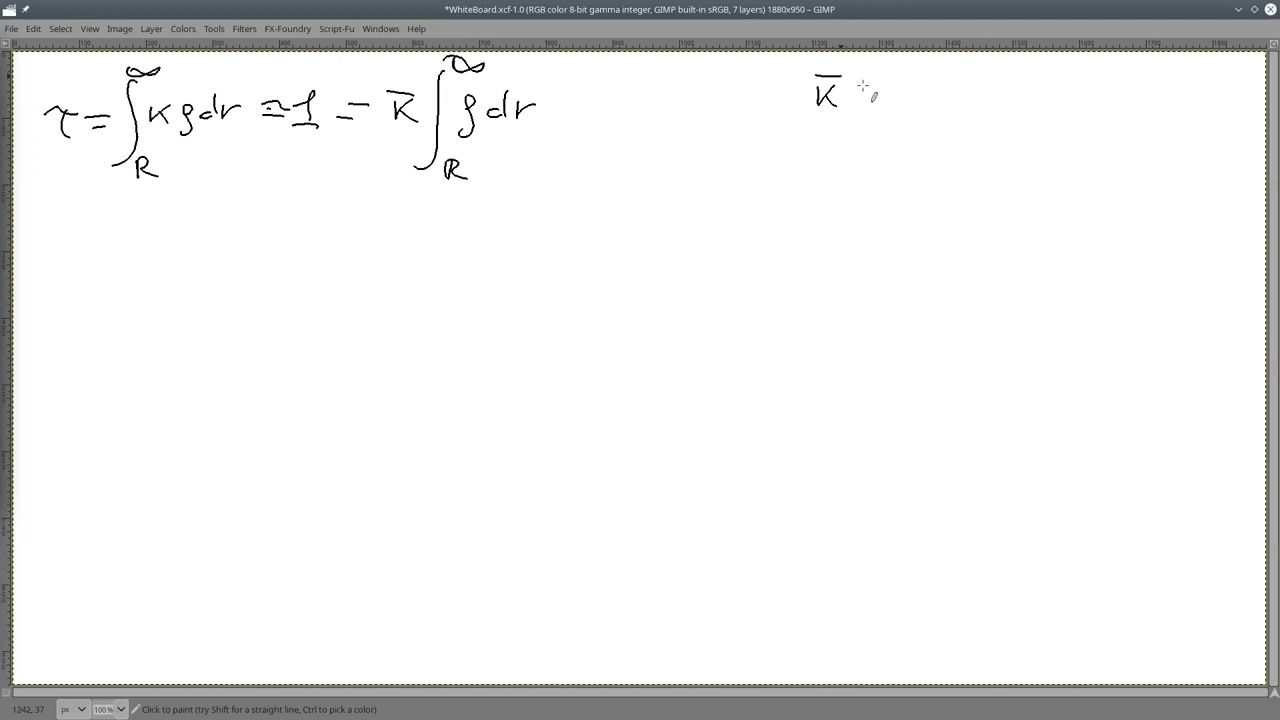 *WhiteBoard.xcf-1.0 (RGB color 8-bit gamma integer, GIMP built-in sRGB, 7 layers) 1880x950 – GIMP
File Edit Select View Image Layer Colors Tools Filters FX-Foundry Script-Fu Windows Help
τ = ∫_R^∞ κ ρ dr ≃ 1 = κ̅ ∫_R^∞ ρ dr
κ̅
1242, 37 px 100 % Click to paint (try Shift for a straight line, Ctrl to pick a color)